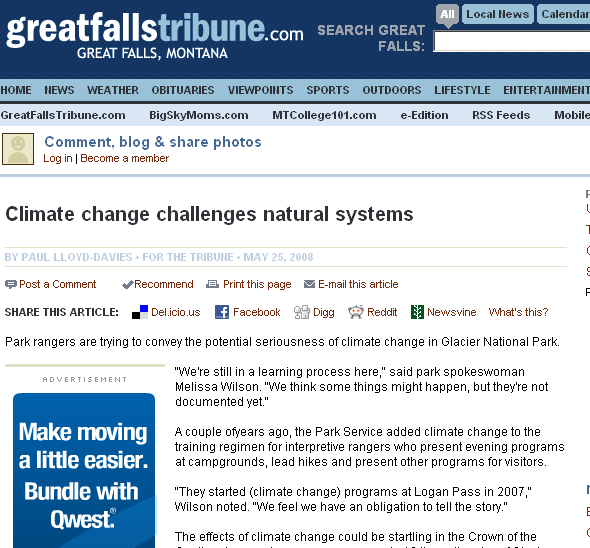 greatfallstribune.com
GREAT FALLS, MONTANA
SEARCH GREAT
FALLS:
All
Local News
Calendar
HOME NEWS WEATHER OBITUARIES VIEWPOINTS SPORTS OUTDOORS LIFESTYLE ENTERTAINMENT
GreatFallsTribune.com BigSkyMoms.com MTCollege101.com e-Edition RSS Feeds Mobile
Comment, blog & share photos
Log in | Become a member
Climate change challenges natural systems
BY PAUL LLOYD-DAVIES • FOR THE TRIBUNE • MAY 25, 2008
Post a Comment Recommend Print this page E-mail this article
SHARE THIS ARTICLE: Del.icio.us Facebook Digg Reddit Newsvine What's this?
Park rangers are trying to convey the potential seriousness of climate change in Glacier National Park.
ADVERTISEMENT
Make moving
a little easier.
Bundle with
Qwest.®
"We're still in a learning process here," said park spokeswoman
Melissa Wilson. "We think some things might happen, but they're not
documented yet."
A couple ofyears ago, the Park Service added climate change to the
training regimen for interpretive rangers who present evening programs
at campgrounds, lead hikes and present other programs for visitors.
"They started (climate change) programs at Logan Pass in 2007,"
Wilson noted. "We feel we have an obligation to tell the story."
The effects of climate change could be startling in the Crown of the